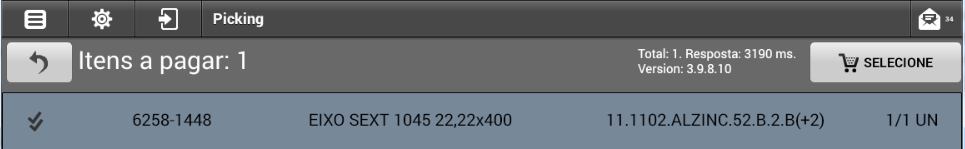 Picking
34
Itens a pagar: 1
Total: 1. Resposta: 3190 ms.
Version: 3.9.8.10
SELECIONE
6258-1448 EIXO SEXT 1045 22,22x400 11.1102.ALZINC.52.B.2.B(+2) 1/1 UN